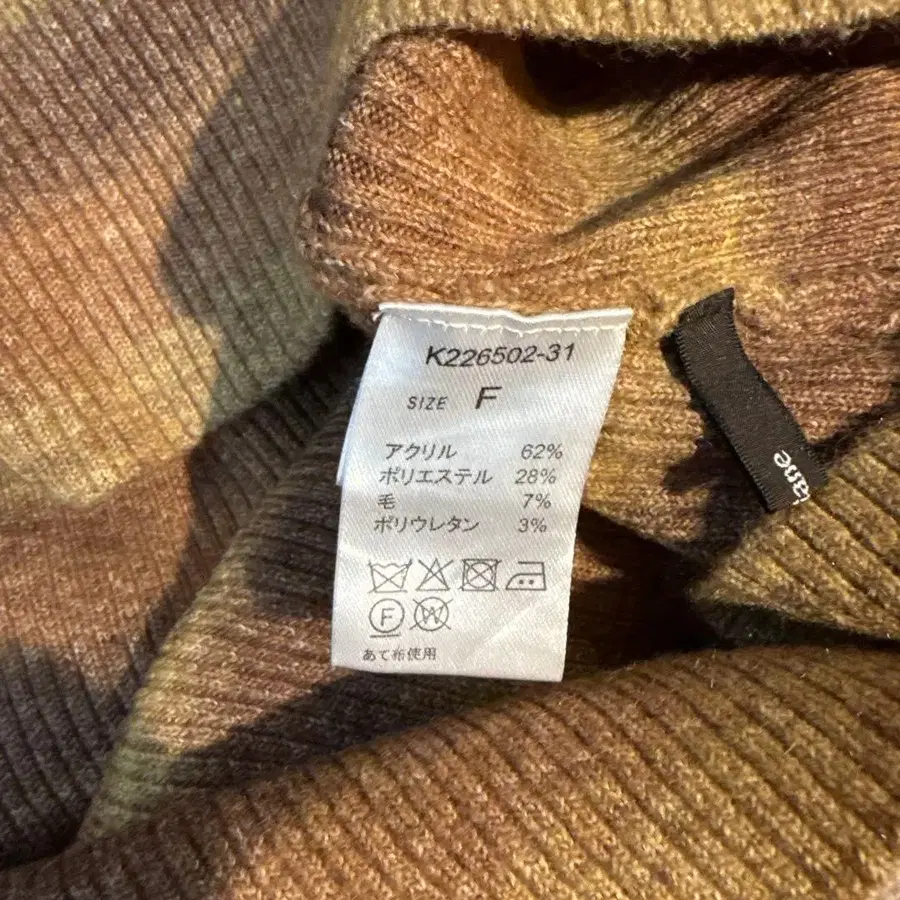 K226502-31
SIZE F
アクリル 62%
ポリエステル 28%
毛 7%
ポリウレタン 3%
F W
あて布使用
iane